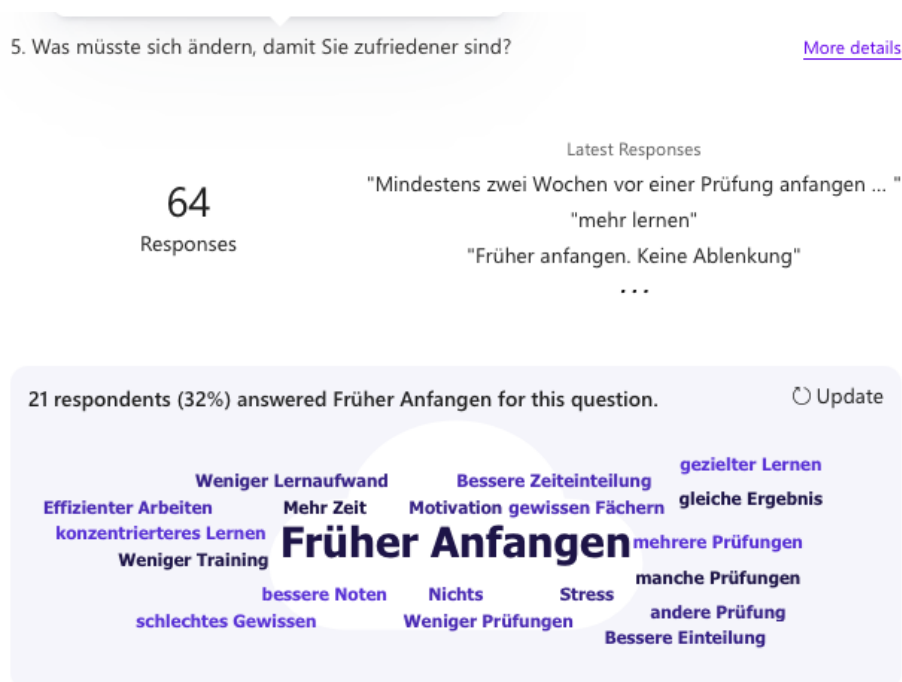 5. Was müsste sich ändern, damit Sie zufriedener sind?
More details
64
Responses
Latest Responses
"Mindestens zwei Wochen vor einer Prüfung anfangen ... "
"mehr lernen"
"Früher anfangen. Keine Ablenkung"
...
21 respondents (32%) answered Früher Anfangen for this question.
Update
gezielter Lernen
Weniger Lernaufwand
Bessere Zeiteinteilung
gleiche Ergebnis
Effizienter Arbeiten
Mehr Zeit
Motivation
gewissen Fächern
konzentrierteres Lernen
Früher Anfangen
mehrere Prüfungen
Weniger Training
manche Prüfungen
bessere Noten
Nichts
Stress
andere Prüfung
schlechtes Gewissen
Weniger Prüfungen
Bessere Einteilung